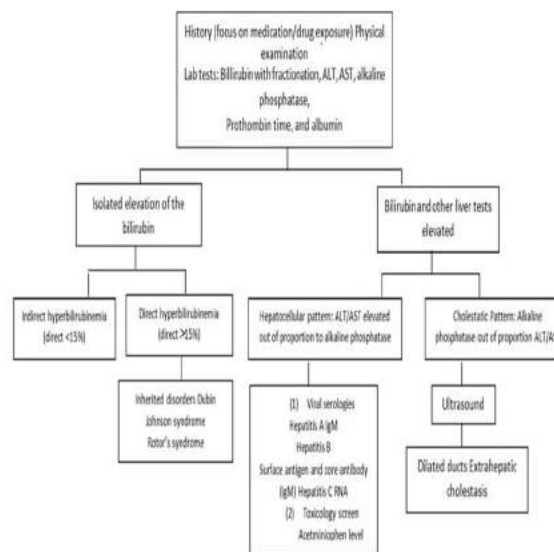 History (focus on medication/drug exposure) Physical
examination
Lab tests: Billirubin with fractionation, ALT, AST, alkaline
phosphatase,
Prothombin time, and albumin
Isolated elevation of the
bilirubin
Bilirubin and other liver tests
elevated
Indirect hyperbilirubinemia
(direct <15%)
Direct hyperbilirubinemia
(direct >15%)
Hepatocellular pattern: ALT/AST elevated
out of proportion to alkaline phosphatase
Cholestatic Pattern: Alkaline
phosphatase out of proportion ALT/AS
Inherited disorders Dubin
Johnson syndrome
Rotor's syndrome
(1) Viral serologies
Hepatitis A IgM
Hepatitis B
Surface antigen and core antibody
(IgM) Hepatitis C RNA
(2) Toxicology screen
Acetminiophen level
Ultrasound
Dilated ducts Extrahepatic
cholestasis